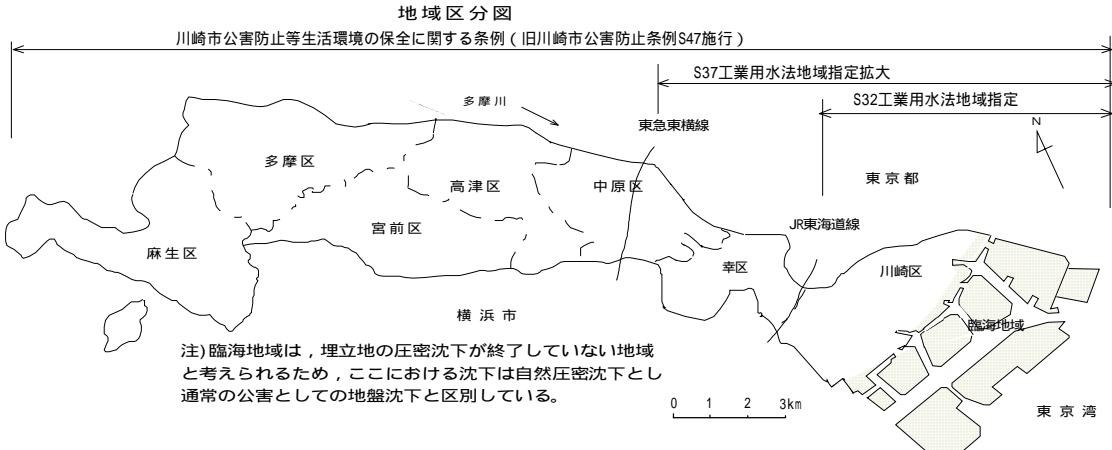 地域区分図
川崎市公害防止等生活環境の保全に関する条例(旧川崎市公害防止条例S47施行)
S37工業用水法地域指定拡大
S32工業用水法地域指定
多摩川
東急東横線
N
多摩区
高津区
中原区
東京都
JR東海道線
麻生区
宮前区
幸区
川崎区
横浜市
臨海地域
注)臨海地域は,埋立地の圧密沈下が終了していない地域
と考えられるため,ここにおける沈下は自然圧密沈下とし
通常の公害としての地盤沈下と区別している。
0 1 2 3km
東京湾